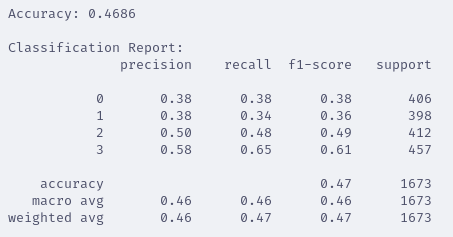 Accuracy: 0.4686
Classification Report:
precision recall f1-score support
0 0.38 0.38 0.38 406
1 0.38 0.34 0.36 398
2 0.50 0.48 0.49 412
3 0.58 0.65 0.61 457
accuracy 0.47 1673
macro avg 0.46 0.46 0.46 1673
weighted avg 0.46 0.47 0.47 1673